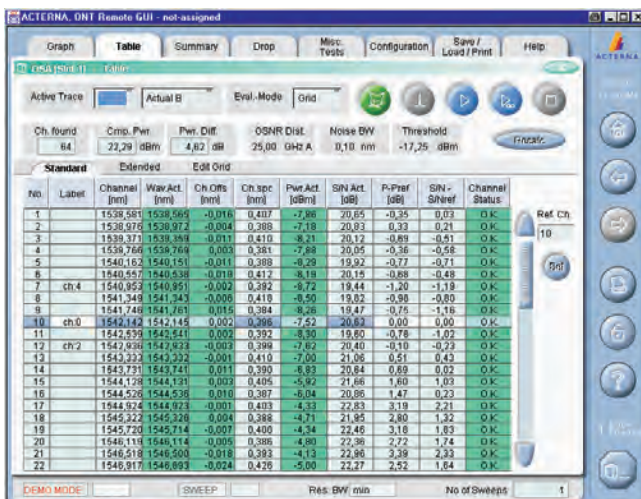 ACTERNA, ONT Remote GUI - not-assigned
Graph Table Summary Drop Misc. Tests Configuration Save / Load / Print Help
ACTERNA
Active Trace Actual B Eval.-Mode Grid
Ch. found Cmp. Pwr. Pwr. Diff. OSNR Dist. Noise BW Threshold
64 22,29 dBm 4,62 dB 25,00 GHz A 0,10 nm -17,25 dBm
Standard Extended Edit Grid
No. Label Channel [nm] Wav.Act. [nm] Ch.Offs [nm] Ch.spc [nm] Pwr.Act. [dBm] S/N Act. [dB] P-Pref [dB] S/N - S/Nref Channel Status
Ref. Ch.
10
Ref
1 1538,581 1538,565 -0,016 0,407 -7,86 20,65 -0,35 0,03 O.K.
2 1538,976 1538,972 -0,004 0,388 -7,18 20,83 0,33 0,21 O.K.
3 1539,371 1539,359 -0,011 0,410 -8,21 20,12 -0,69 -0,51 O.K.
4 1539,766 1539,769 0,003 0,381 -7,88 20,05 -0,36 -0,58 O.K.
5 1540,162 1540,151 -0,011 0,388 -8,29 19,92 -0,77 -0,71 O.K.
6 1540,557 1540,538 -0,019 0,412 -8,19 20,15 -0,68 -0,48 O.K.
7 ch:4 1540,953 1540,951 -0,002 0,392 -8,72 19,44 -1,20 -1,19 O.K.
8 1541,349 1541,343 -0,006 0,418 -8,50 19,82 -0,98 -0,80 O.K.
9 1541,746 1541,761 0,015 0,384 -8,26 19,47 -0,75 -1,16 O.K.
10 ch:0 1542,142 1542,145 0,002 0,396 -7,52 20,63 0,00 0,00 O.K.
11 1542,539 1542,541 0,002 0,392 -8,30 19,60 -0,78 -1,02 O.K.
12 ch:2 1542,936 1542,933 -0,003 0,399 -7,62 20,40 -0,10 -0,23 O.K.
13 1543,333 1543,332 -0,001 0,410 -7,00 21,06 0,51 0,43 O.K.
14 1543,731 1543,741 0,011 0,390 -6,83 20,64 0,69 0,02 O.K.
15 1544,128 1544,131 0,003 0,405 -5,92 21,66 1,60 1,03 O.K.
16 1544,526 1544,536 0,010 0,387 -6,04 20,86 1,47 0,23 O.K.
17 1544,924 1544,923 -0,001 0,403 -4,33 22,83 3,19 2,21 O.K.
18 1545,322 1545,326 0,004 0,388 -4,71 21,95 2,80 1,32 O.K.
19 1545,720 1545,714 -0,007 0,400 -4,34 22,46 3,18 1,83 O.K.
20 1546,119 1546,114 -0,005 0,386 -4,80 22,36 2,72 1,74 O.K.
21 1546,518 1546,500 -0,018 0,393 -4,13 22,96 3,39 2,33 O.K.
22 1546,917 1546,893 -0,024 0,426 -5,00 22,27 2,52 1,64 O.K.
DEMO MODE SWEEP Res. BW min No of Sweeps 1